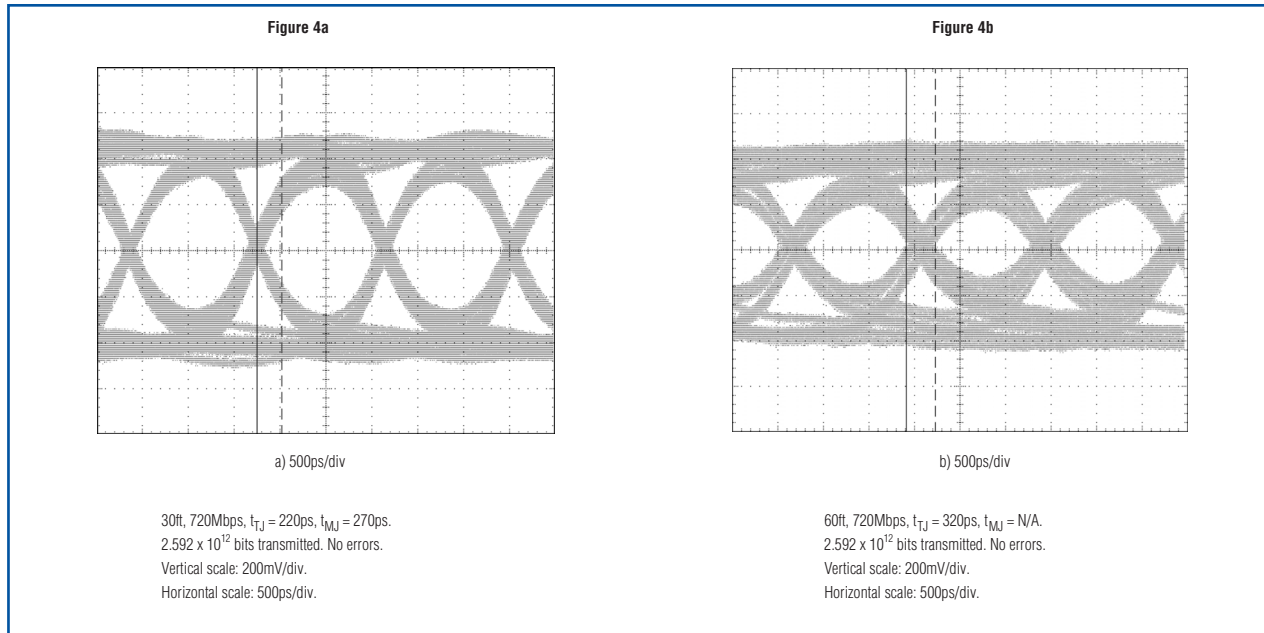 Figure 4a
a) 500ps/div
30ft, 720Mbps, tTJ = 220ps, tMJ = 270ps.
2.592 x 10^12 bits transmitted. No errors.
Vertical scale: 200mV/div.
Horizontal scale: 500ps/div.
Figure 4b
b) 500ps/div
60ft, 720Mbps, tTJ = 320ps, tMJ = N/A.
2.592 x 10^12 bits transmitted. No errors.
Vertical scale: 200mV/div.
Horizontal scale: 500ps/div.